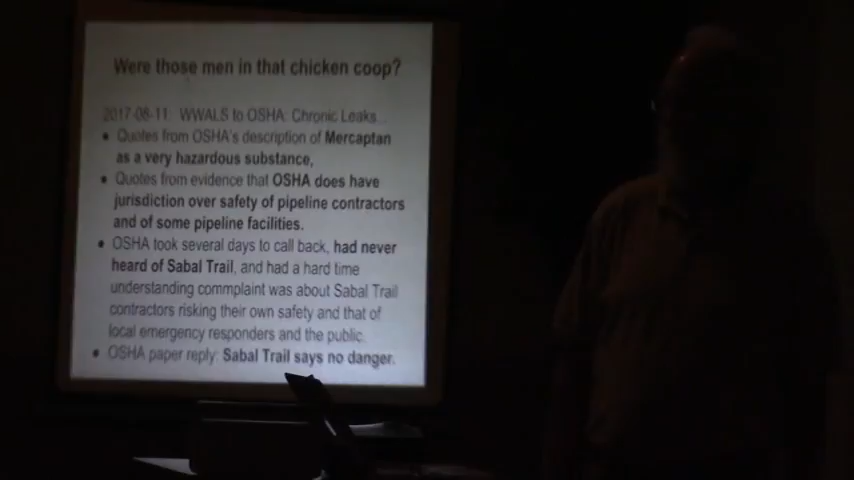 Were those men in that chicken coop?
2017-08-11: WWALS to OSHA: Chronic Leaks...
• Quotes from OSHA's description of Mercaptan
as a very hazardous substance,
• Quotes from evidence that OSHA does have
jurisdiction over safety of pipeline contractors
and of some pipeline facilities.
• OSHA took several days to call back, had never
heard of Sabal Trail, and had a hard time
understanding commplaint was about Sabal Trail
contractors risking their own safety and that of
local emergency responders and the public.
• OSHA paper reply: Sabal Trail says no danger.